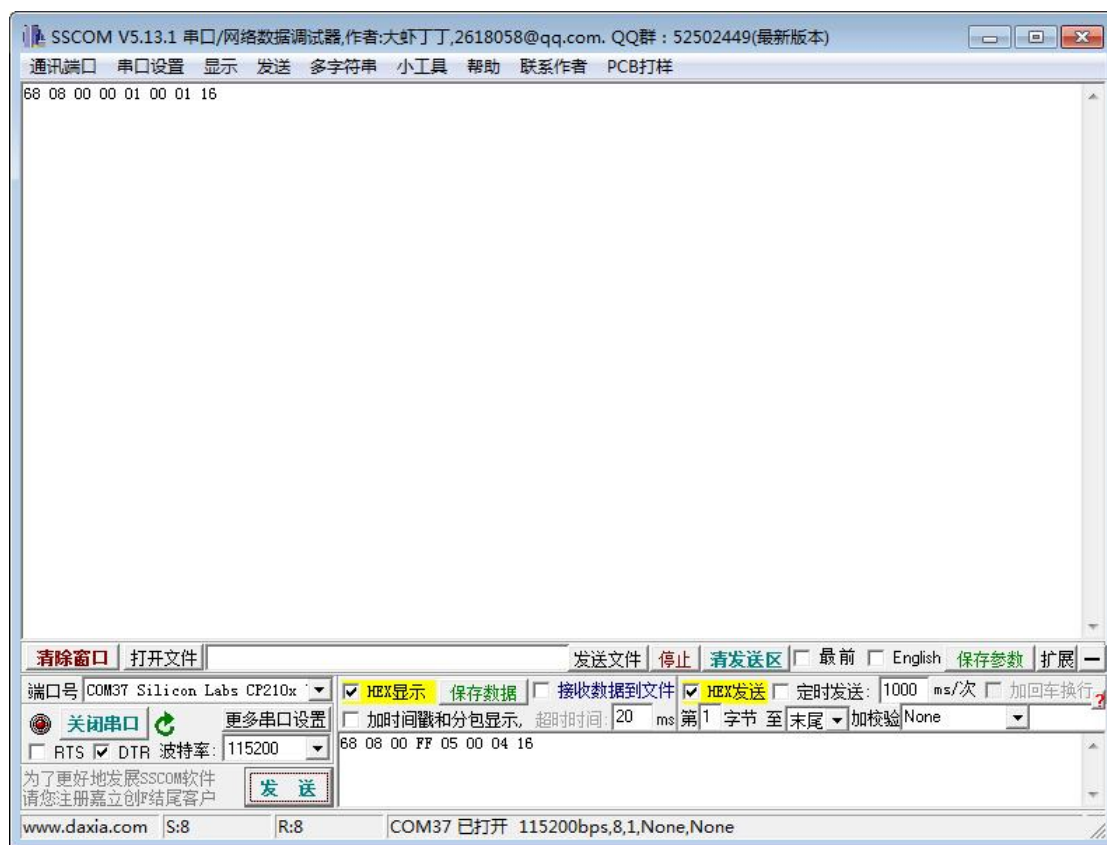 SSCOM V5.13.1 串口/网络数据调试器,作者:大虾丁丁,2618058@qq.com. QQ群：52502449(最新版本)
通讯端口 串口设置 显示 发送 多字符串 小工具 帮助 联系作者 PCB打样
68 08 00 00 01 00 01 16
清除窗口 打开文件 发送文件 停止 清发送区 最前 English 保存参数 扩展 —
端口号 COM37 Silicon Labs CP210x HEX显示 保存数据 接收数据到文件 HEX发送 定时发送: 1000 ms/次 加回车换行
关闭串口 更多串口设置 加时间戳和分包显示, 超时时间: 20 ms 第1 字节 至 末尾 加校验 None ?
RTS DTR 波特率: 115200 68 08 00 FF 05 00 04 16
为了更好地发展SSCOM软件
请您注册嘉立创F结尾客户
发 送
www.daxia.com S:8 R:8 COM37 已打开 115200bps,8,1,None,None